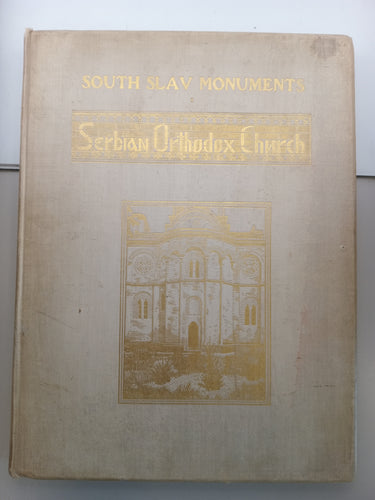 SOUTH SLAV MONUMENTS
Serbian Orthodox Church